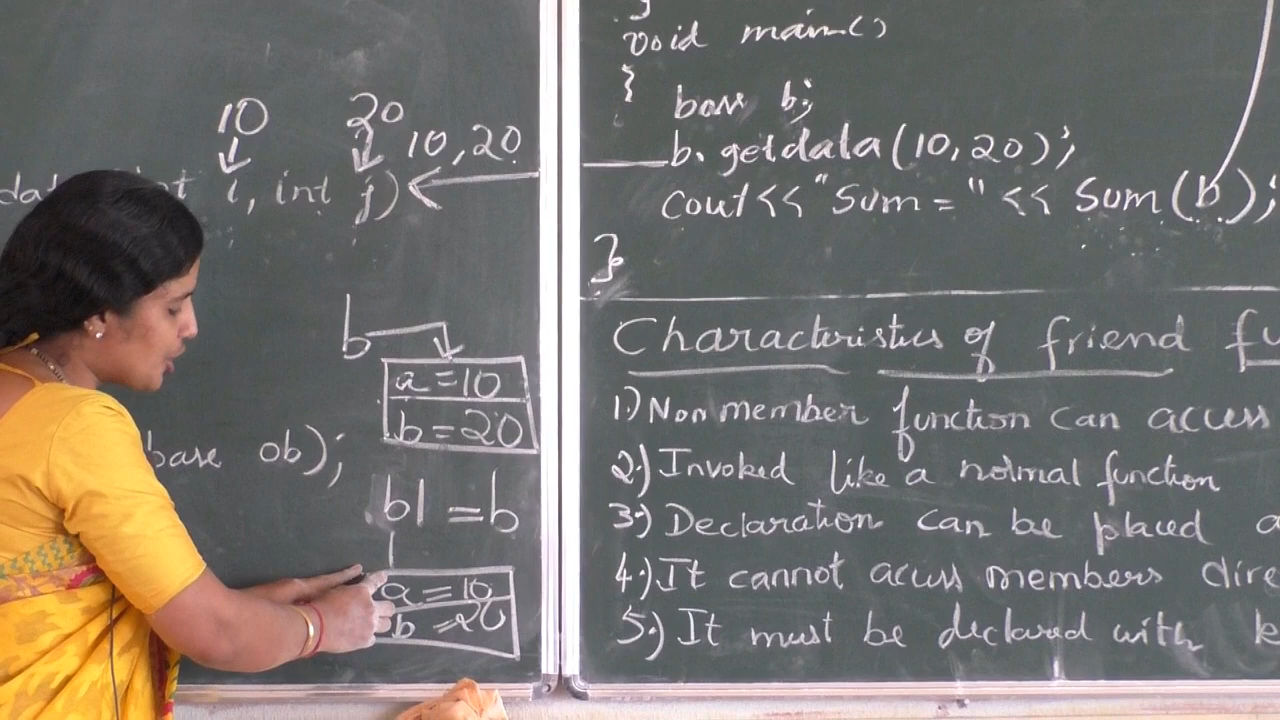 10 20
10, 20
int i, int j)
b
a = 10
b = 20
base ob);
b1 = b
a = 10
b = 20
}
void main()
{
base b;
b. getdata (10, 20);
cout << "Sum = " << Sum (b);
}
Characteristics of friend fu
1.) Non member function can access
2.) Invoked like a normal function
3.) Declaration can be placed a
4.) It cannot access members dire
5.) It must be declared with k